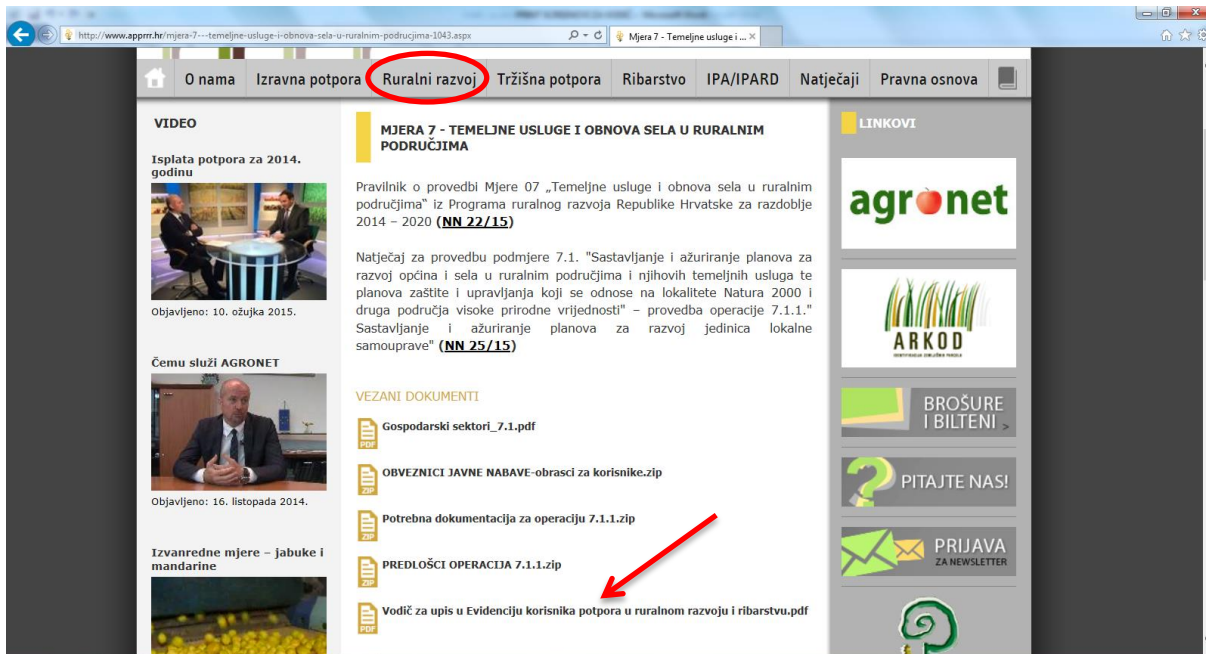 http://www.apprrr.hr/mjera-7---temeljne-usluge-i-obnova-sela-u-ruralnim-podrucjima-1043.aspx
Mjera 7 - Temeljne usluge i ...
O nama Izravna potpora Ruralni razvoj Tržišna potpora Ribarstvo IPA/IPARD Natječaji Pravna osnova
VIDEO
Isplata potpora za 2014.
godinu
Objavljeno: 10. ožujka 2015.
Čemu služi AGRONET
Objavljeno: 16. listopada 2014.
Izvanredne mjere – jabuke i
mandarine
MJERA 7 - TEMELJNE USLUGE I OBNOVA SELA U RURALNIM
PODRUČJIMA
Pravilnik o provedbi Mjere 07 „Temeljne usluge i obnova sela u ruralnim
područjima“ iz Programa ruralnog razvoja Republike Hrvatske za razdoblje
2014 – 2020 (NN 22/15)
Natječaj za provedbu podmjere 7.1. "Sastavljanje i ažuriranje planova za
razvoj općina i sela u ruralnim područjima i njihovih temeljnih usluga te
planova zaštite i upravljanja koji se odnose na lokalitete Natura 2000 i
druga područja visoke prirodne vrijednosti" – provedba operacije 7.1.1."
Sastavljanje i ažuriranje planova za razvoj jedinica lokalne
samouprave" (NN 25/15)
VEZANI DOKUMENTI
PDF
Gospodarski sektori_7.1.pdf
ZIP
OBVEZNICI JAVNE NABAVE-obrasci za korisnike.zip
ZIP
Potrebna dokumentacija za operaciju 7.1.1.zip
ZIP
PREDLOŠCI OPERACIJA 7.1.1.zip
PDF
Vodič za upis u Evidenciju korisnika potpora u ruralnom razvoju i ribarstvu.pdf
LINKOVI
agronet
ARKOD
BROŠURE
I BILTENI >
PITAJTE NAS!
PRIJAVA
ZA NEWSLETTER